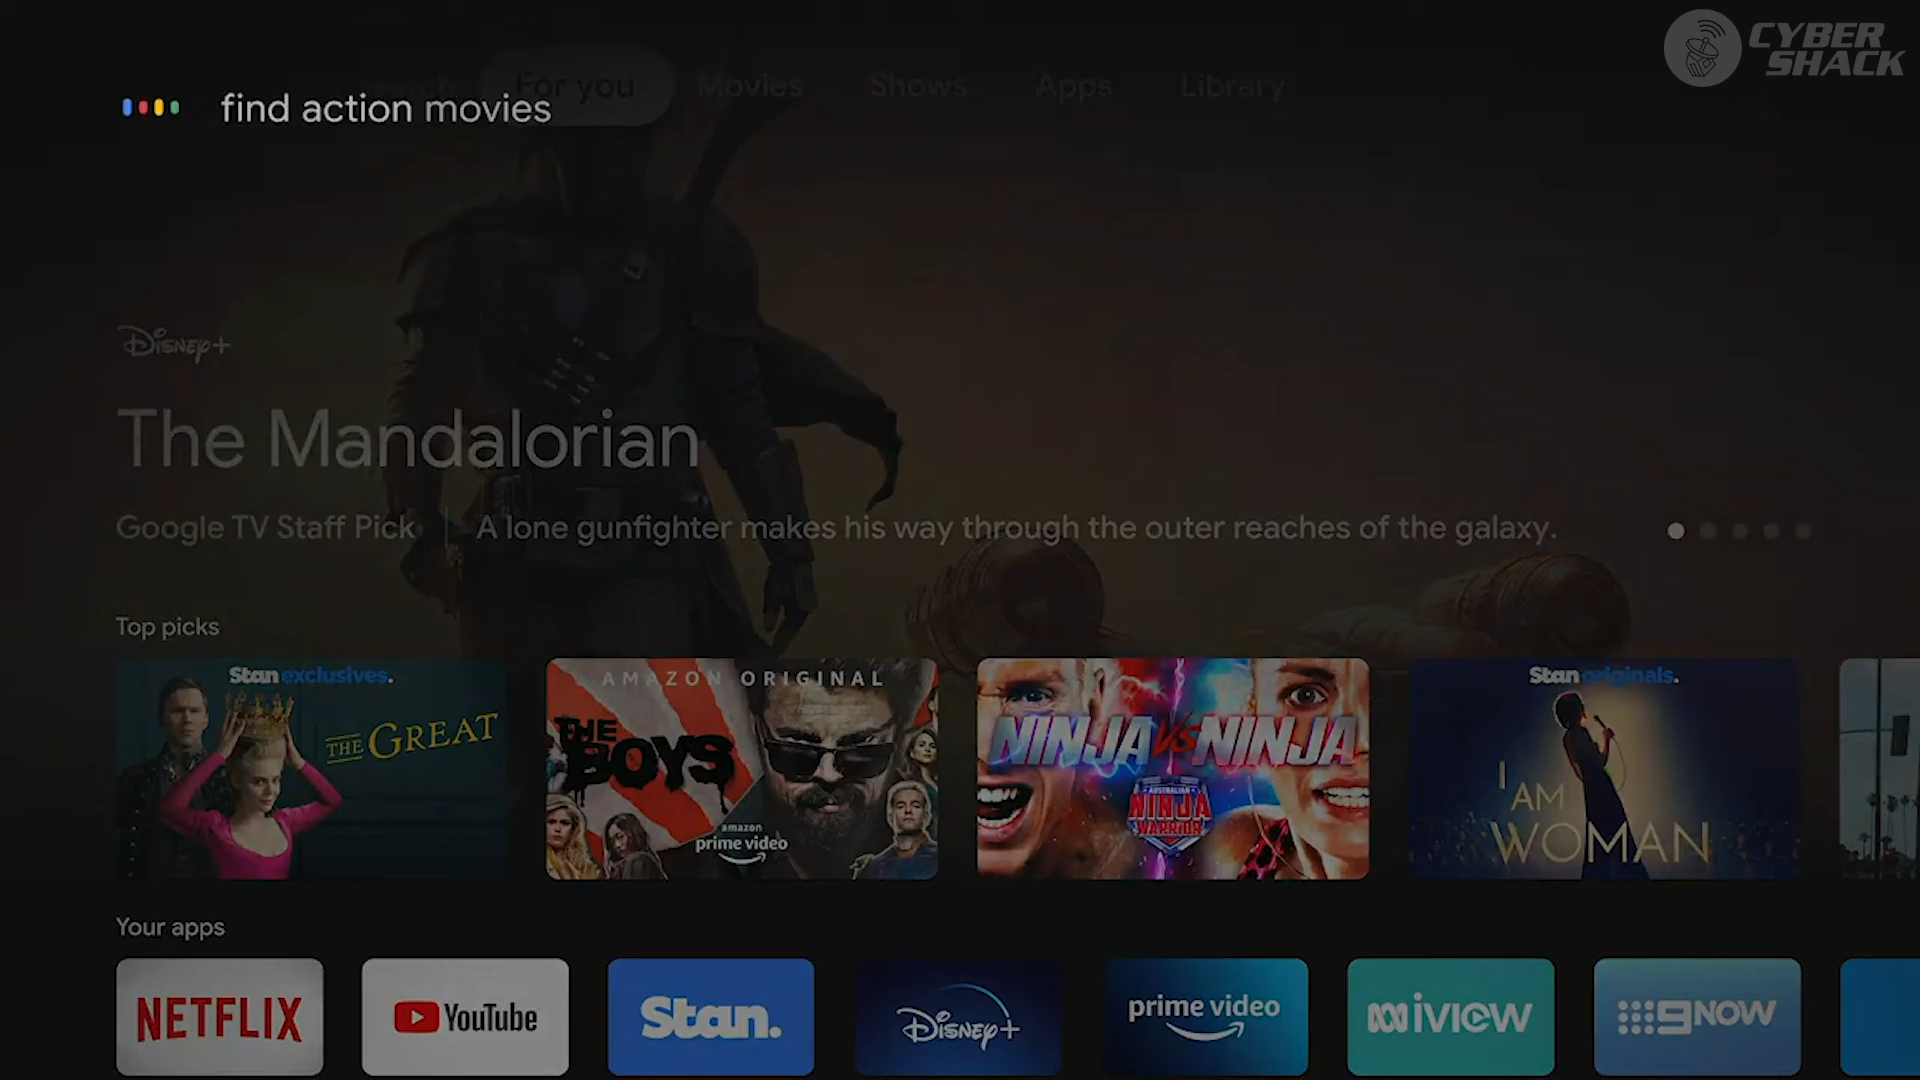 CYBER
SHACK
For you
Movies
Shows
Apps
Library
find action movies
Disney+
The Mandalorian
Google TV Staff Pick
A lone gunfighter makes his way through the outer reaches of the galaxy.
Top picks
Stan exclusives.
THE GREAT
AMAZON ORIGINAL
THE
BOYS
amazon
prime video
NINJA VS NINJA
AUSTRALIAN
NINJA
WARRIOR
Stan originals.
I
AM
WOMAN
Your apps
NETFLIX
YouTube
Stan.
Disney+
prime video
iview
9NOW